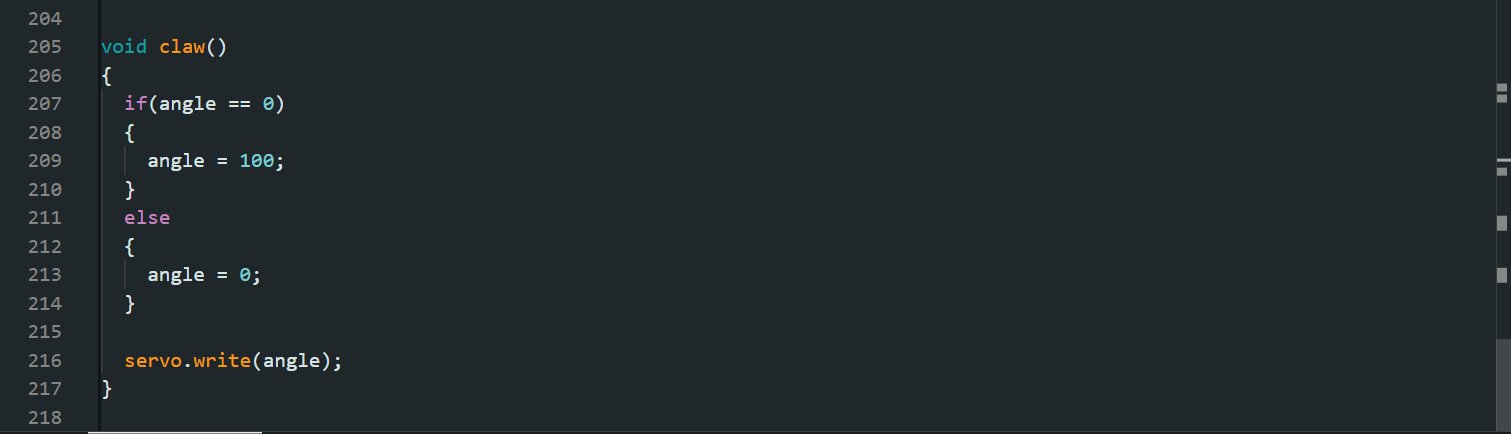 204
205 void claw()
206 {
207   if(angle == 0)
208   {
209     angle = 100;
210   }
211   else
212   {
213     angle = 0;
214   }
215
216   servo.write(angle);
217 }
218